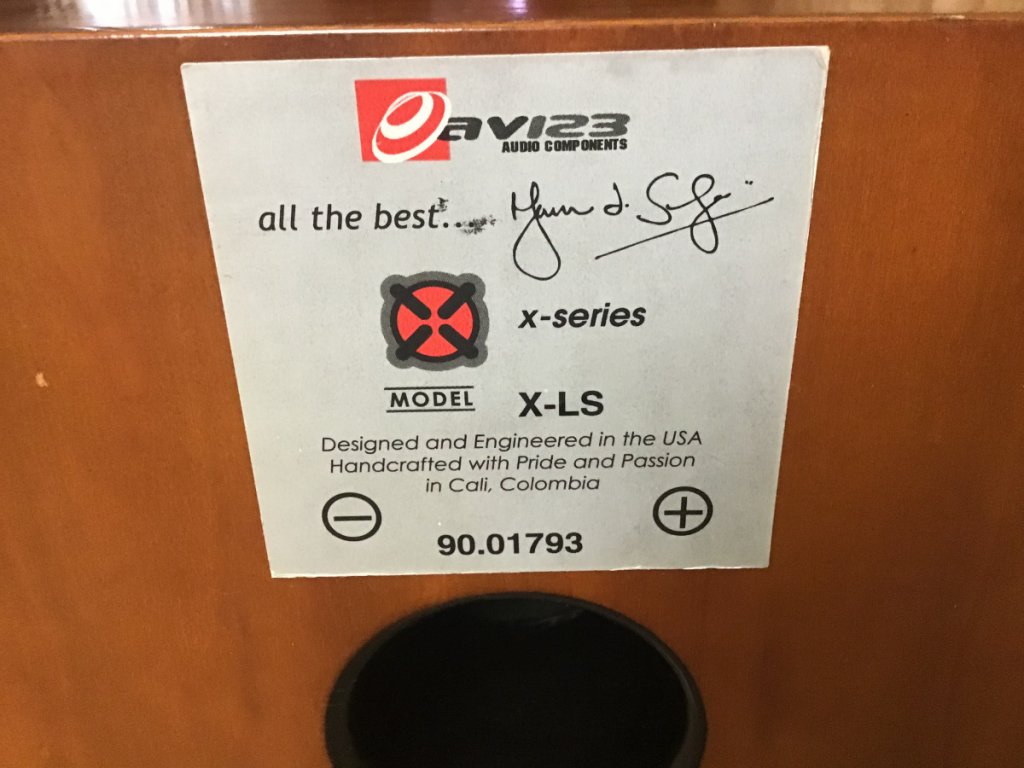 av123
AUDIO COMPONENTS
all the best...
x-series
MODEL X-LS
Designed and Engineered in the USA
Handcrafted with Pride and Passion
in Cali, Colombia
90.01793